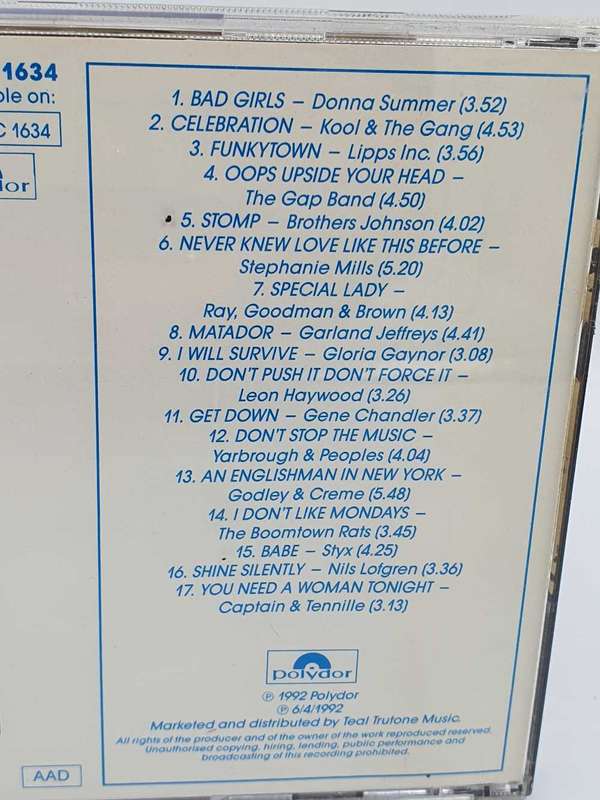 1634
ble on:
C 1634
dor
1. BAD GIRLS – Donna Summer (3.52)
2. CELEBRATION – Kool & The Gang (4.53)
3. FUNKYTOWN – Lipps Inc. (3.56)
4. OOPS UPSIDE YOUR HEAD –
The Gap Band (4.50)
5. STOMP – Brothers Johnson (4.02)
6. NEVER KNEW LOVE LIKE THIS BEFORE –
Stephanie Mills (5.20)
7. SPECIAL LADY –
Ray, Goodman & Brown (4.13)
8. MATADOR – Garland Jeffreys (4.41)
9. I WILL SURVIVE – Gloria Gaynor (3.08)
10. DON'T PUSH IT DON'T FORCE IT –
Leon Haywood (3.26)
11. GET DOWN – Gene Chandler (3.37)
12. DON'T STOP THE MUSIC –
Yarbrough & Peoples (4.04)
13. AN ENGLISHMAN IN NEW YORK –
Godley & Creme (5.48)
14. I DON'T LIKE MONDAYS –
The Boomtown Rats (3.45)
15. BABE – Styx (4.25)
16. SHINE SILENTLY – Nils Lofgren (3.36)
17. YOU NEED A WOMAN TONIGHT –
Captain & Tennille (3.13)
polydor
℗ 1992 Polydor
℗ 6/4/1992
Marketed and distributed by Teal Trutone Music.
All rights of the producer and of the owner of the work reproduced reserved.
Unauthorised copying, hiring, lending, public performance and
broadcasting of this recording prohibited.
AAD